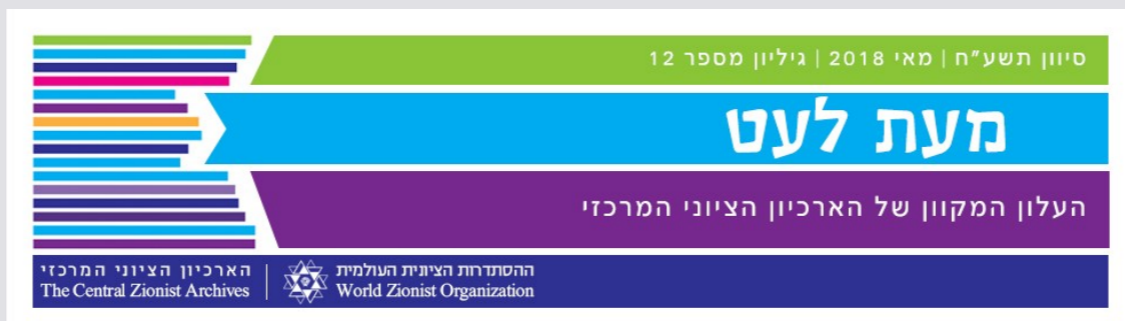 סיוון תשע"ח | מאי 2018 | גיליון מספר 12
מעת לעט
העלון המקוון של הארכיון הציוני המרכזי
ההסתדרות הציונית העולמית | הארכיון הציוני המרכזי
The Central Zionist Archives | World Zionist Organization